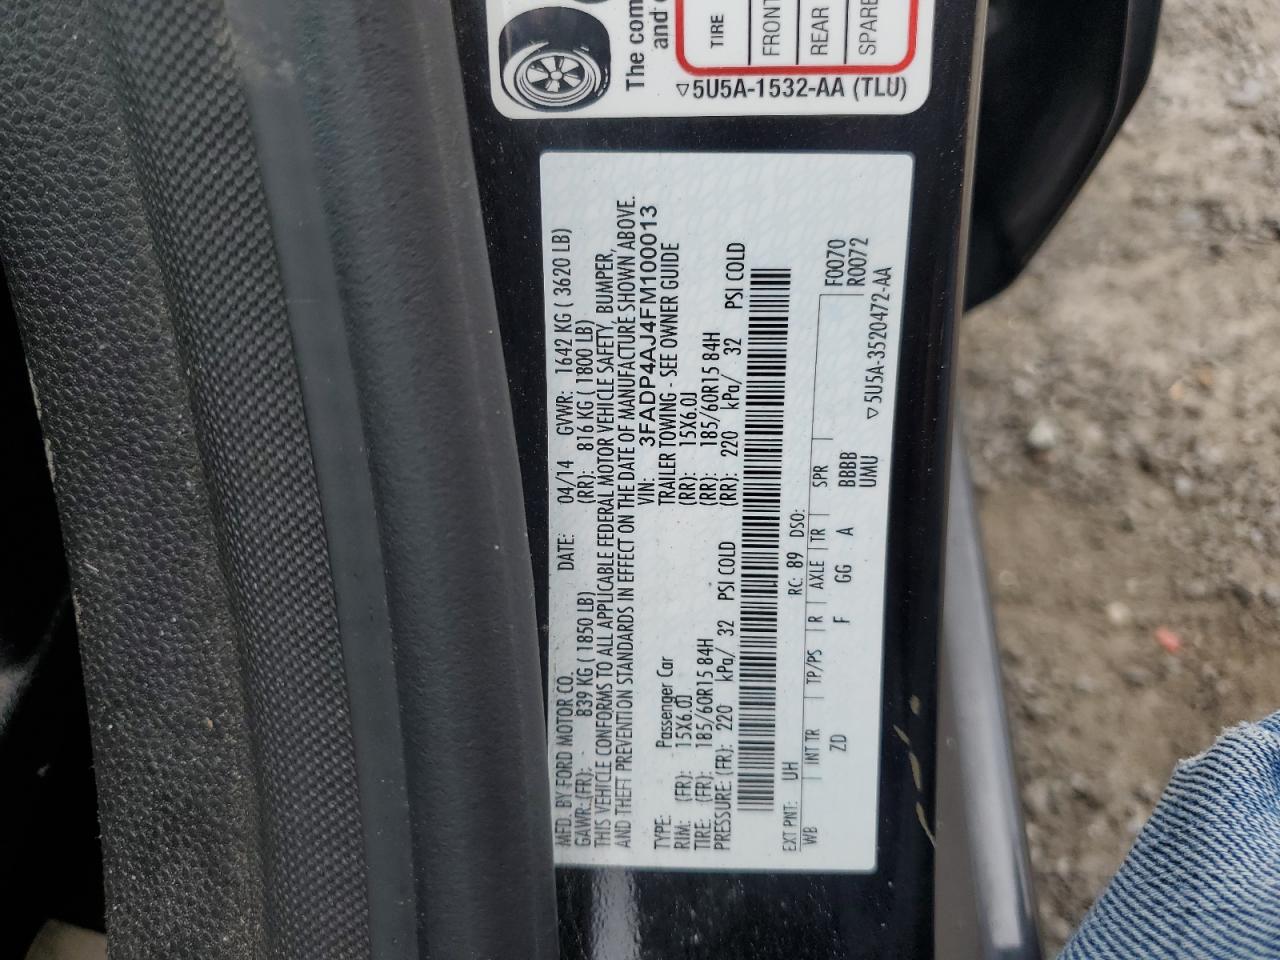 The com
and
TIRE
FRONT
REAR
SPARE
▽5U5A-1532-AA (TLU)
MFD. BY FORD MOTOR CO. DATE: 04/14 GVWR: 1642 KG ( 3620 LB)
GAWR: (FR): 839 KG ( 1850 LB) (RR): 816 KG ( 1800 LB)
THIS VEHICLE CONFORMS TO ALL APPLICABLE FEDERAL MOTOR VEHICLE SAFETY, BUMPER,
AND THEFT PREVENTION STANDARDS IN EFFECT ON THE DATE OF MANUFACTURE SHOWN ABOVE.
VIN: 3FADP4AJ4FM100013
TYPE: Passenger Car TRAILER TOWING - SEE OWNER GUIDE
RIM: (FR): 15X6.0J (RR): 15X6.0J
TIRE: (FR): 185/60R15 84H (RR): 185/60R15 84H
PRESSURE (FR): 220 kPa/ 32 PSI COLD (RR): 220 kPa/ 32 PSI COLD
EXT PNT: UH RC: 89 DSO:
WB INT TR TP/PS R AXLE TR SPR F0070
ZD F GG A BBBB R0072
UMU
▽5U5A-3520472-AA